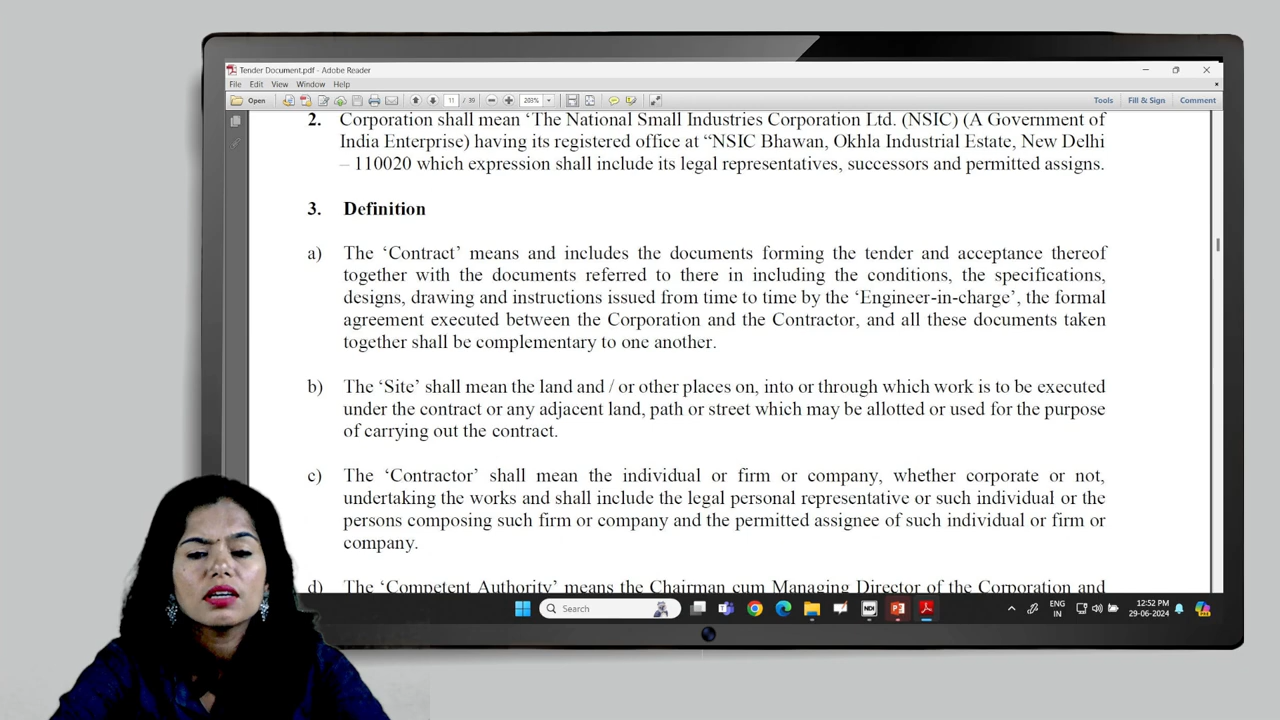 Tender Document.pdf - Adobe Reader
File Edit View Window Help
Open 11 / 39 203% Tools Fill & Sign Comment
2. Corporation shall mean ‘The National Small Industries Corporation Ltd. (NSIC) (A Government of
India Enterprise) having its registered office at “NSIC Bhawan, Okhla Industrial Estate, New Delhi
– 110020 which expression shall include its legal representatives, successors and permitted assigns.
3. Definition
a) The ‘Contract’ means and includes the documents forming the tender and acceptance thereof
together with the documents referred to there in including the conditions, the specifications,
designs, drawing and instructions issued from time to time by the ‘Engineer-in-charge’, the formal
agreement executed between the Corporation and the Contractor, and all these documents taken
together shall be complementary to one another.
b) The ‘Site’ shall mean the land and / or other places on, into or through which work is to be executed
under the contract or any adjacent land, path or street which may be allotted or used for the purpose
of carrying out the contract.
c) The ‘Contractor’ shall mean the individual or firm or company, whether corporate or not,
undertaking the works and shall include the legal personal representative or such individual or the
persons composing such firm or company and the permitted assignee of such individual or firm or
company.
d) The ‘Competent Authority’ means the Chairman cum Managing Director of the Corporation and
Search NDI ENG 12:52 PM
IN 29-06-2024